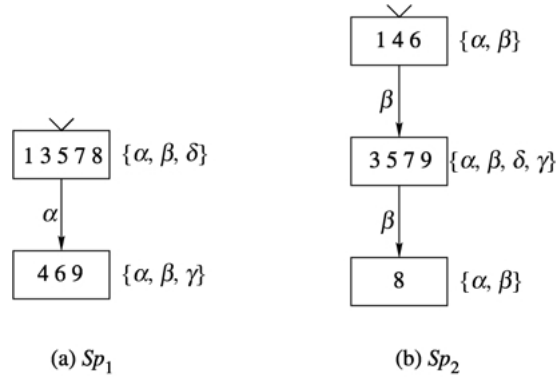 1 3 5 7 8 {α, β, δ}
α
4 6 9 {α, β, γ}
(a) Sp₁
1 4 6 {α, β}
β
3 5 7 9 {α, β, δ, γ}
β
8 {α, β}
(b) Sp₂